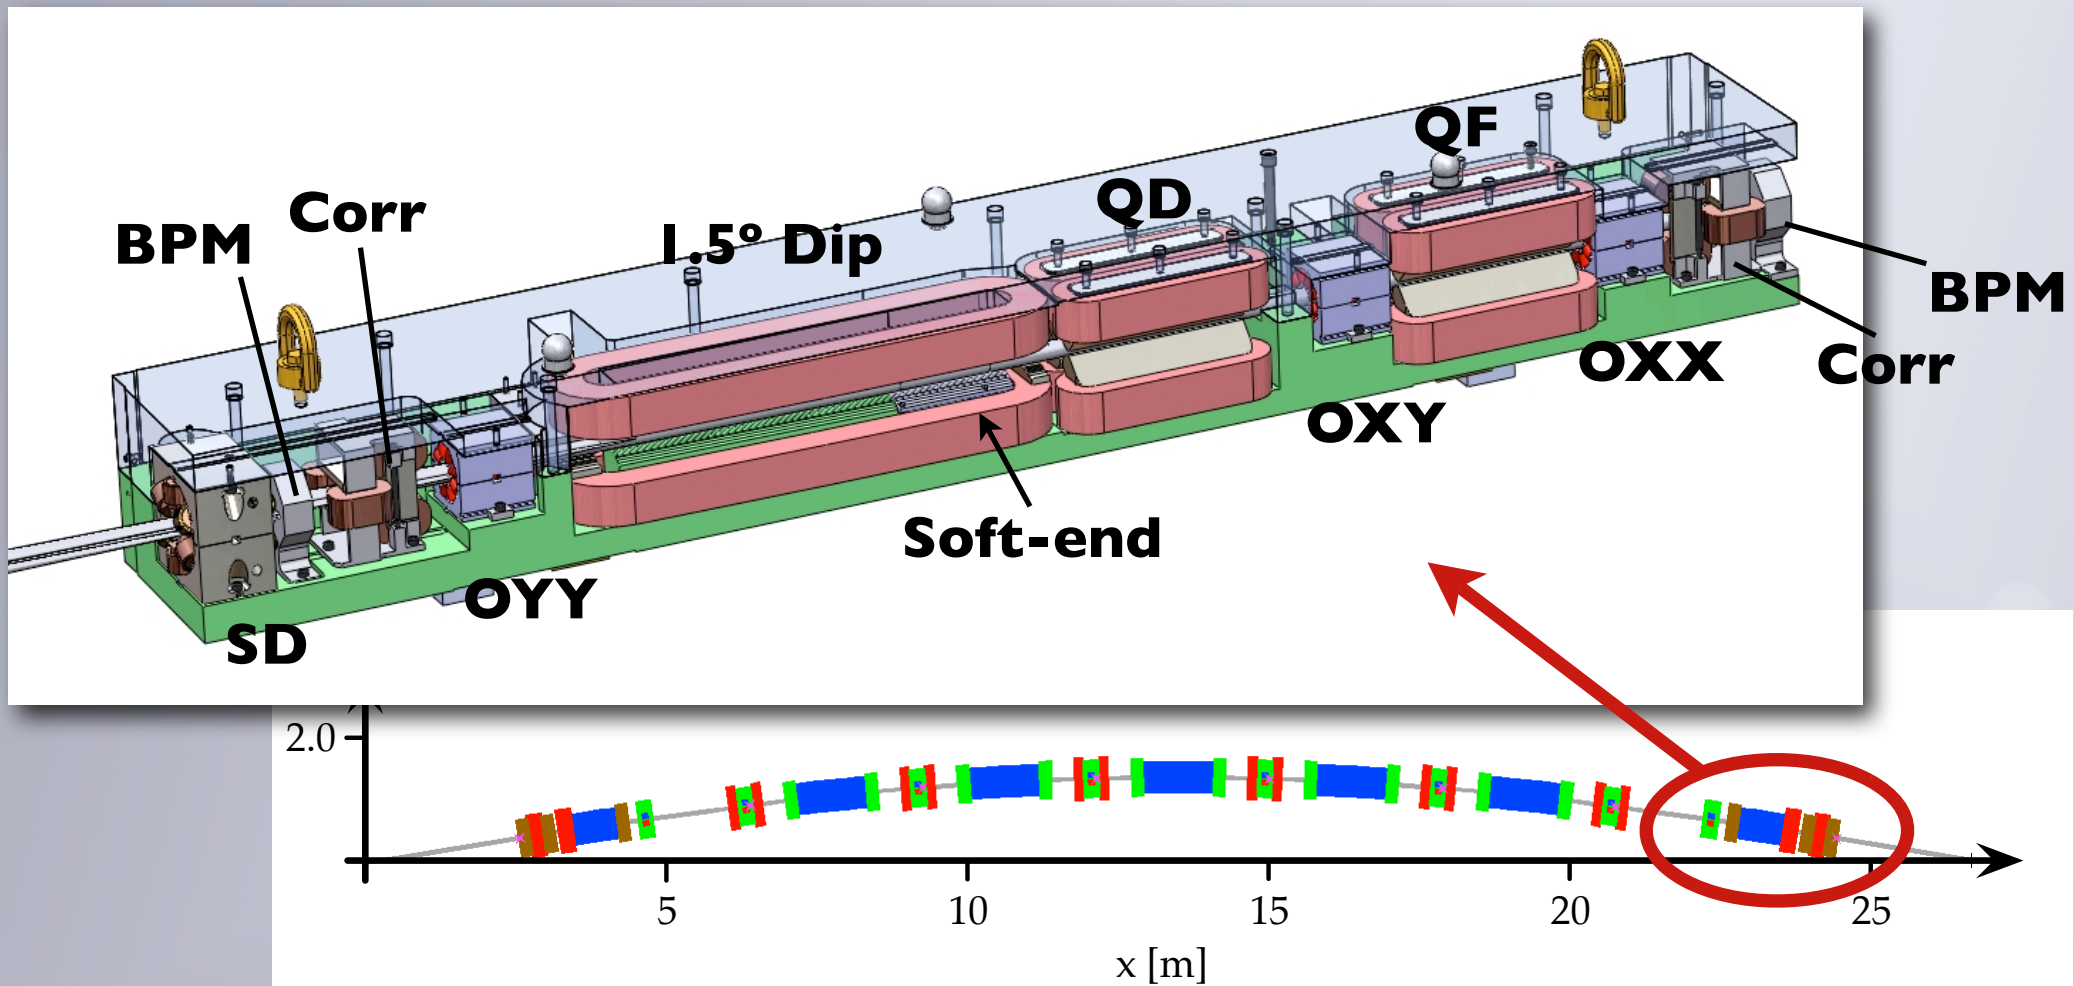 QF
QD
Corr
BPM
1.5º Dip
BPM
OXX
Corr
OXY
Soft-end
OYY
SD
2.0
5
10
15
20
25
x [m]